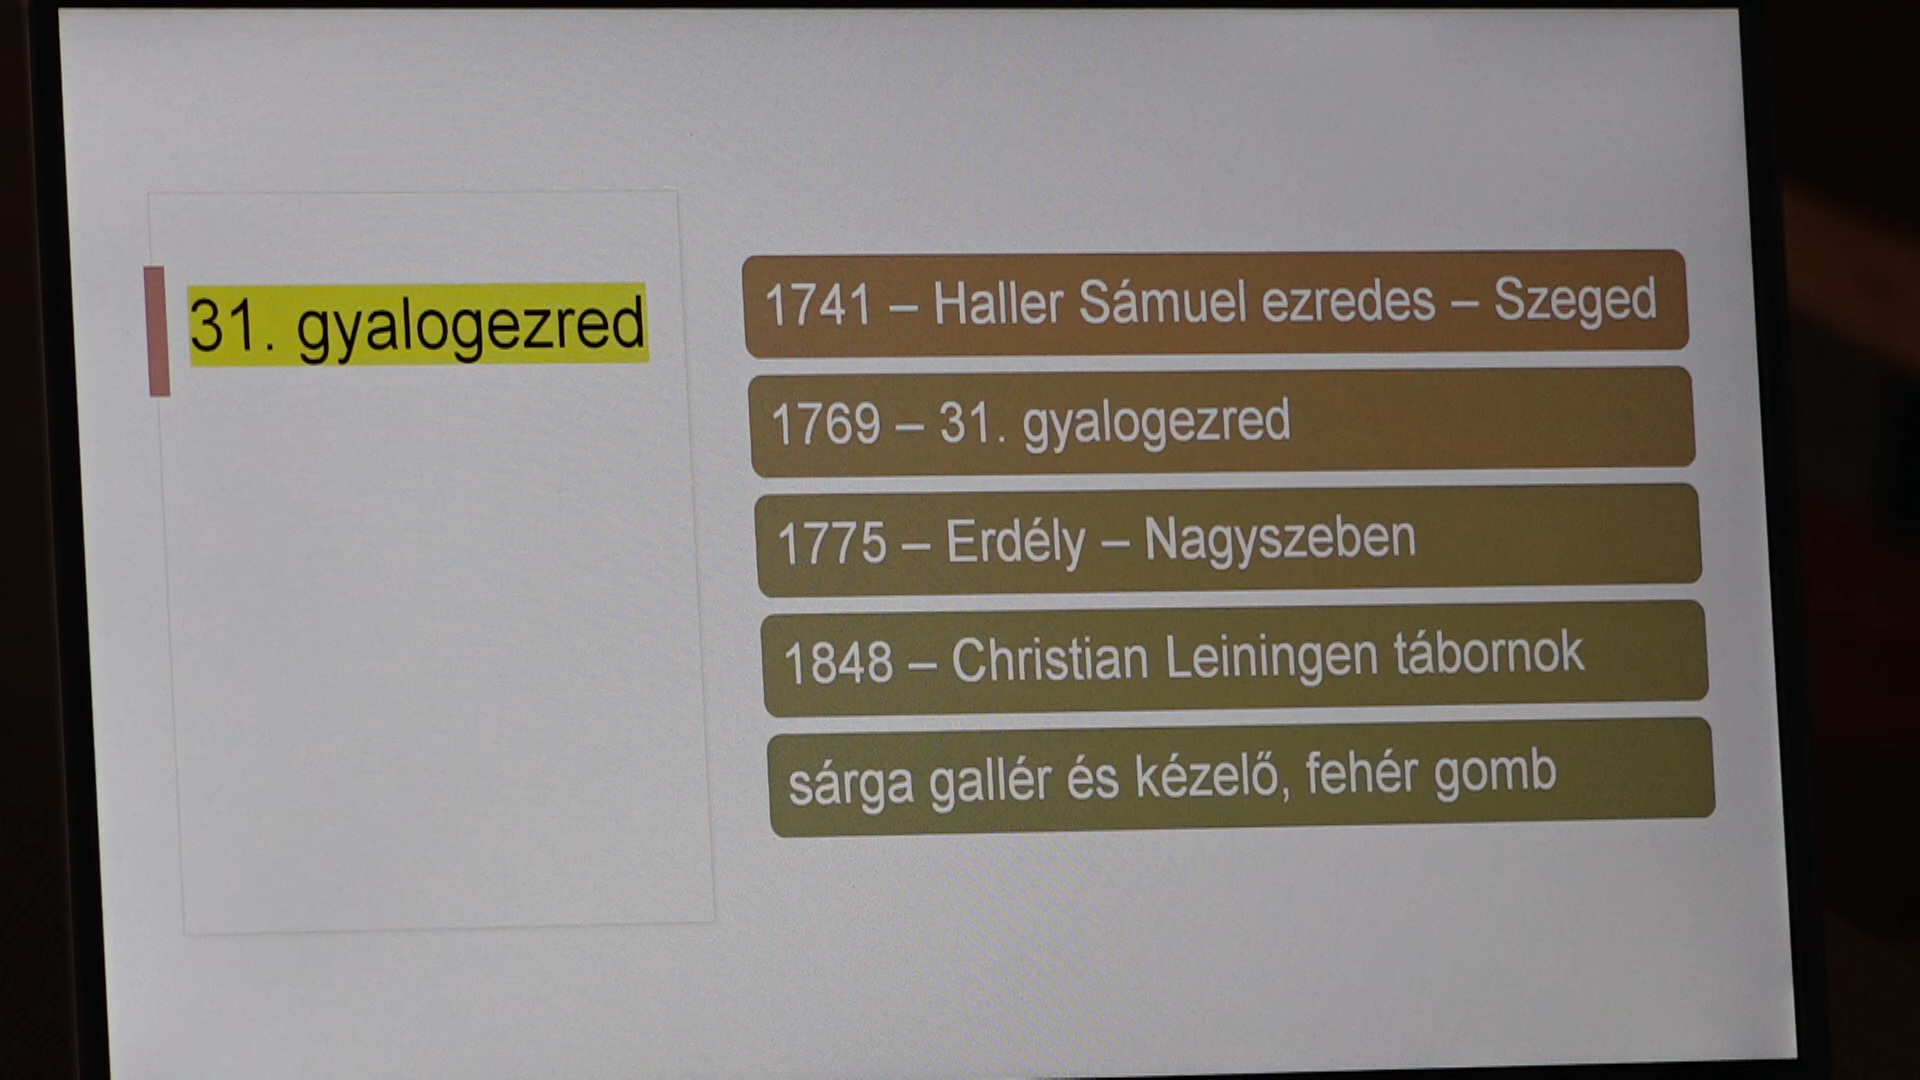 31. gyalogezred
1741 – Haller Sámuel ezredes – Szeged
1769 – 31. gyalogezred
1775 – Erdély – Nagyszeben
1848 – Christian Leiningen tábornok
sárga gallér és kézelő, fehér gomb